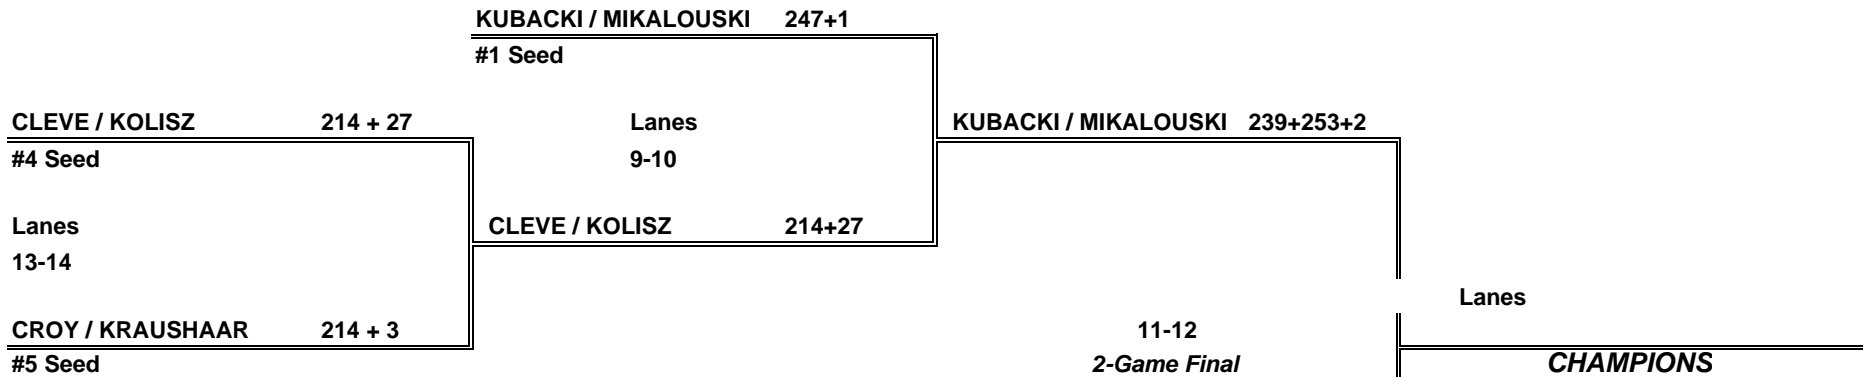 KUBACKI / MIKALOUSKI 247+1
#1 Seed
CLEVE / KOLISZ 214 + 27 Lanes KUBACKI / MIKALOUSKI 239+253+2
#4 Seed 9-10
Lanes CLEVE / KOLISZ 214+27
13-14
Lanes
CROY / KRAUSHAAR 214 + 3 11-12
#5 Seed 2-Game Final CHAMPIONS